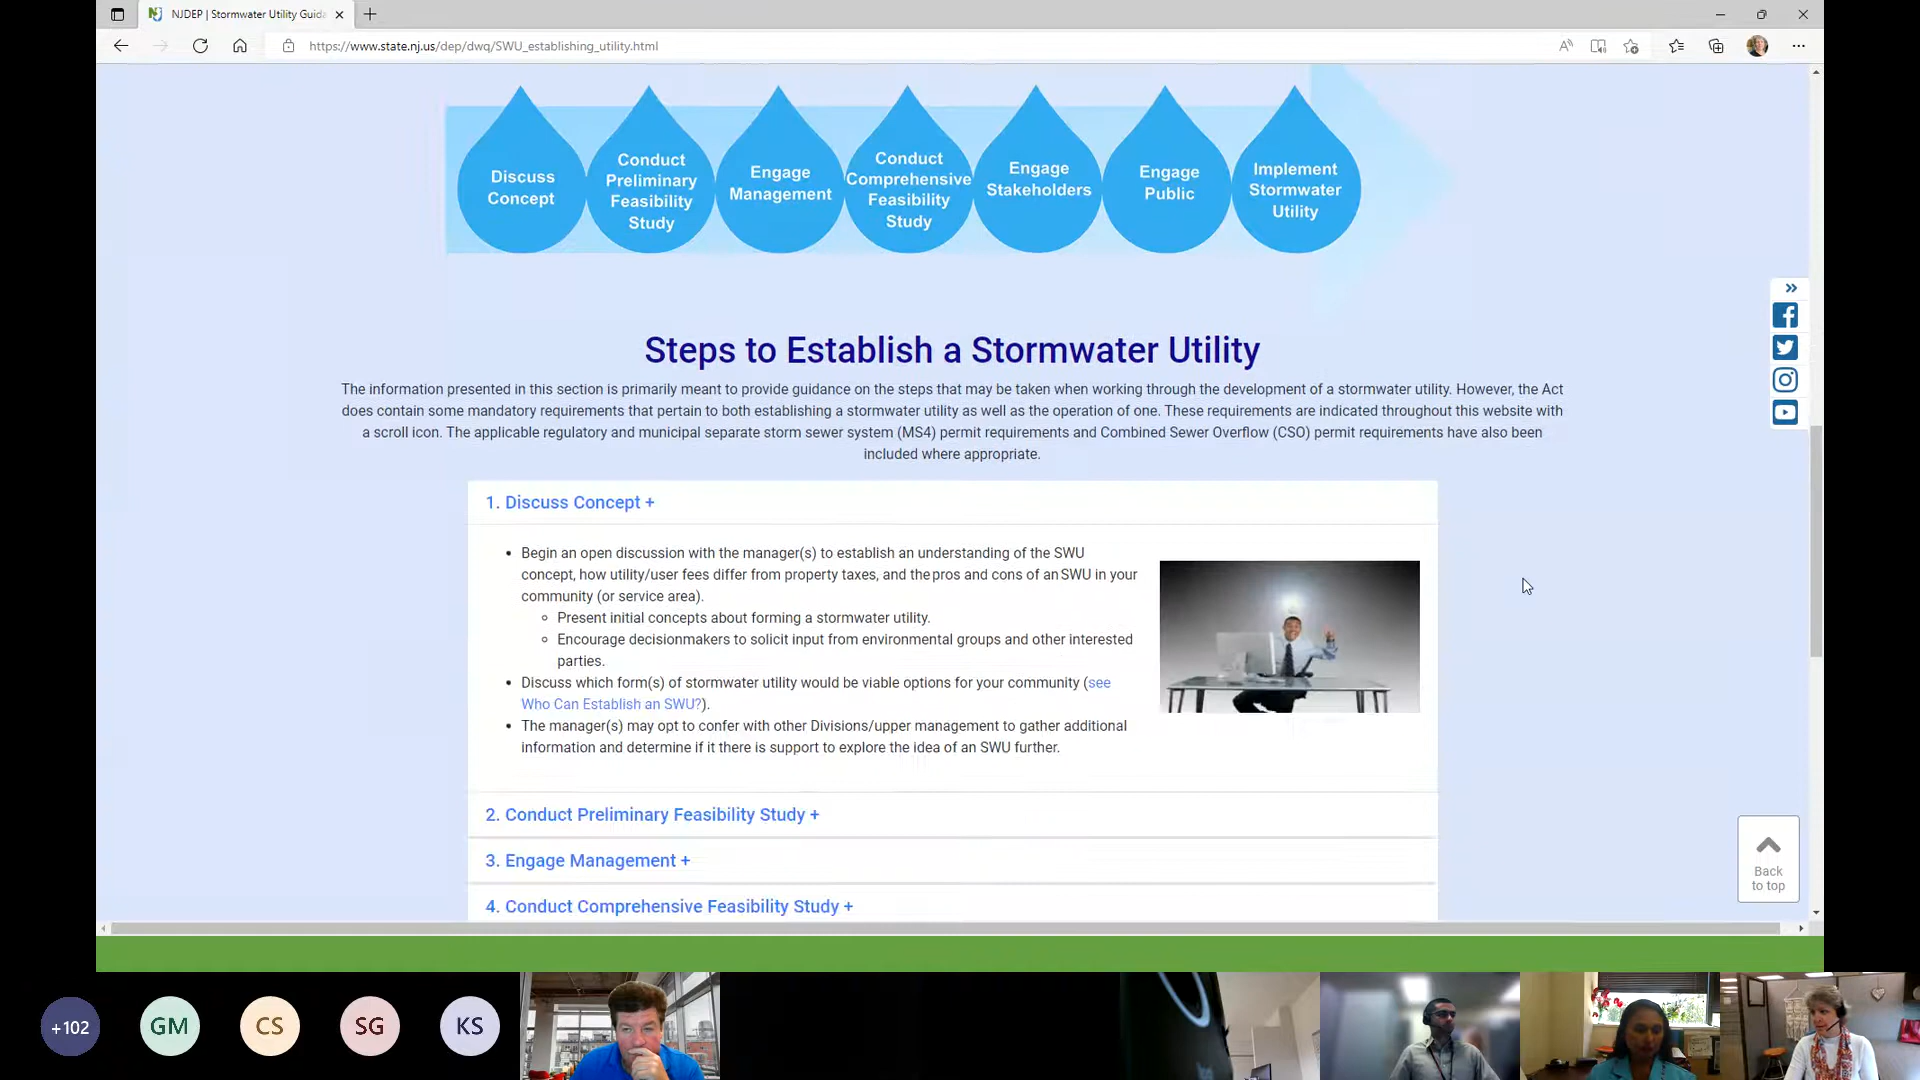 NJDEP | Stormwater Utility Guida
https://www.state.nj.us/dep/dwq/SWU_establishing_utility.html
Discuss
Concept
Conduct
Preliminary
Feasibility
Study
Engage
Management
Conduct
Comprehensive
Feasibility
Study
Engage
Stakeholders
Engage
Public
Implement
Stormwater
Utility
Steps to Establish a Stormwater Utility
The information presented in this section is primarily meant to provide guidance on the steps that may be taken when working through the development of a stormwater utility. However, the Act
does contain some mandatory requirements that pertain to both establishing a stormwater utility as well as the operation of one. These requirements are indicated throughout this website with
a scroll icon. The applicable regulatory and municipal separate storm sewer system (MS4) permit requirements and Combined Sewer Overflow (CSO) permit requirements have also been
included where appropriate.
1. Discuss Concept +
• Begin an open discussion with the manager(s) to establish an understanding of the SWU
concept, how utility/user fees differ from property taxes, and the pros and cons of an SWU in your
community (or service area).
◦ Present initial concepts about forming a stormwater utility.
◦ Encourage decisionmakers to solicit input from environmental groups and other interested
parties.
• Discuss which form(s) of stormwater utility would be viable options for your community (see
Who Can Establish an SWU?).
• The manager(s) may opt to confer with other Divisions/upper management to gather additional
information and determine if it there is support to explore the idea of an SWU further.
2. Conduct Preliminary Feasibility Study +
3. Engage Management +
4. Conduct Comprehensive Feasibility Study +
Back
to top
+102
GM
CS
SG
KS